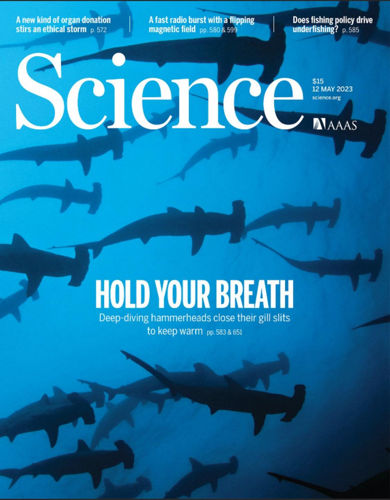 A new kind of organ donation
stirs an ethical storm p. 572
A fast radio burst with a flipping
magnetic field pp. 580 & 599
Does fishing policy drive
underfishing? p. 585
Science
$15
12 MAY 2023
science.org
AAAS
HOLD YOUR BREATH
Deep-diving hammerheads close their gill slits
to keep warm pp. 583 & 651